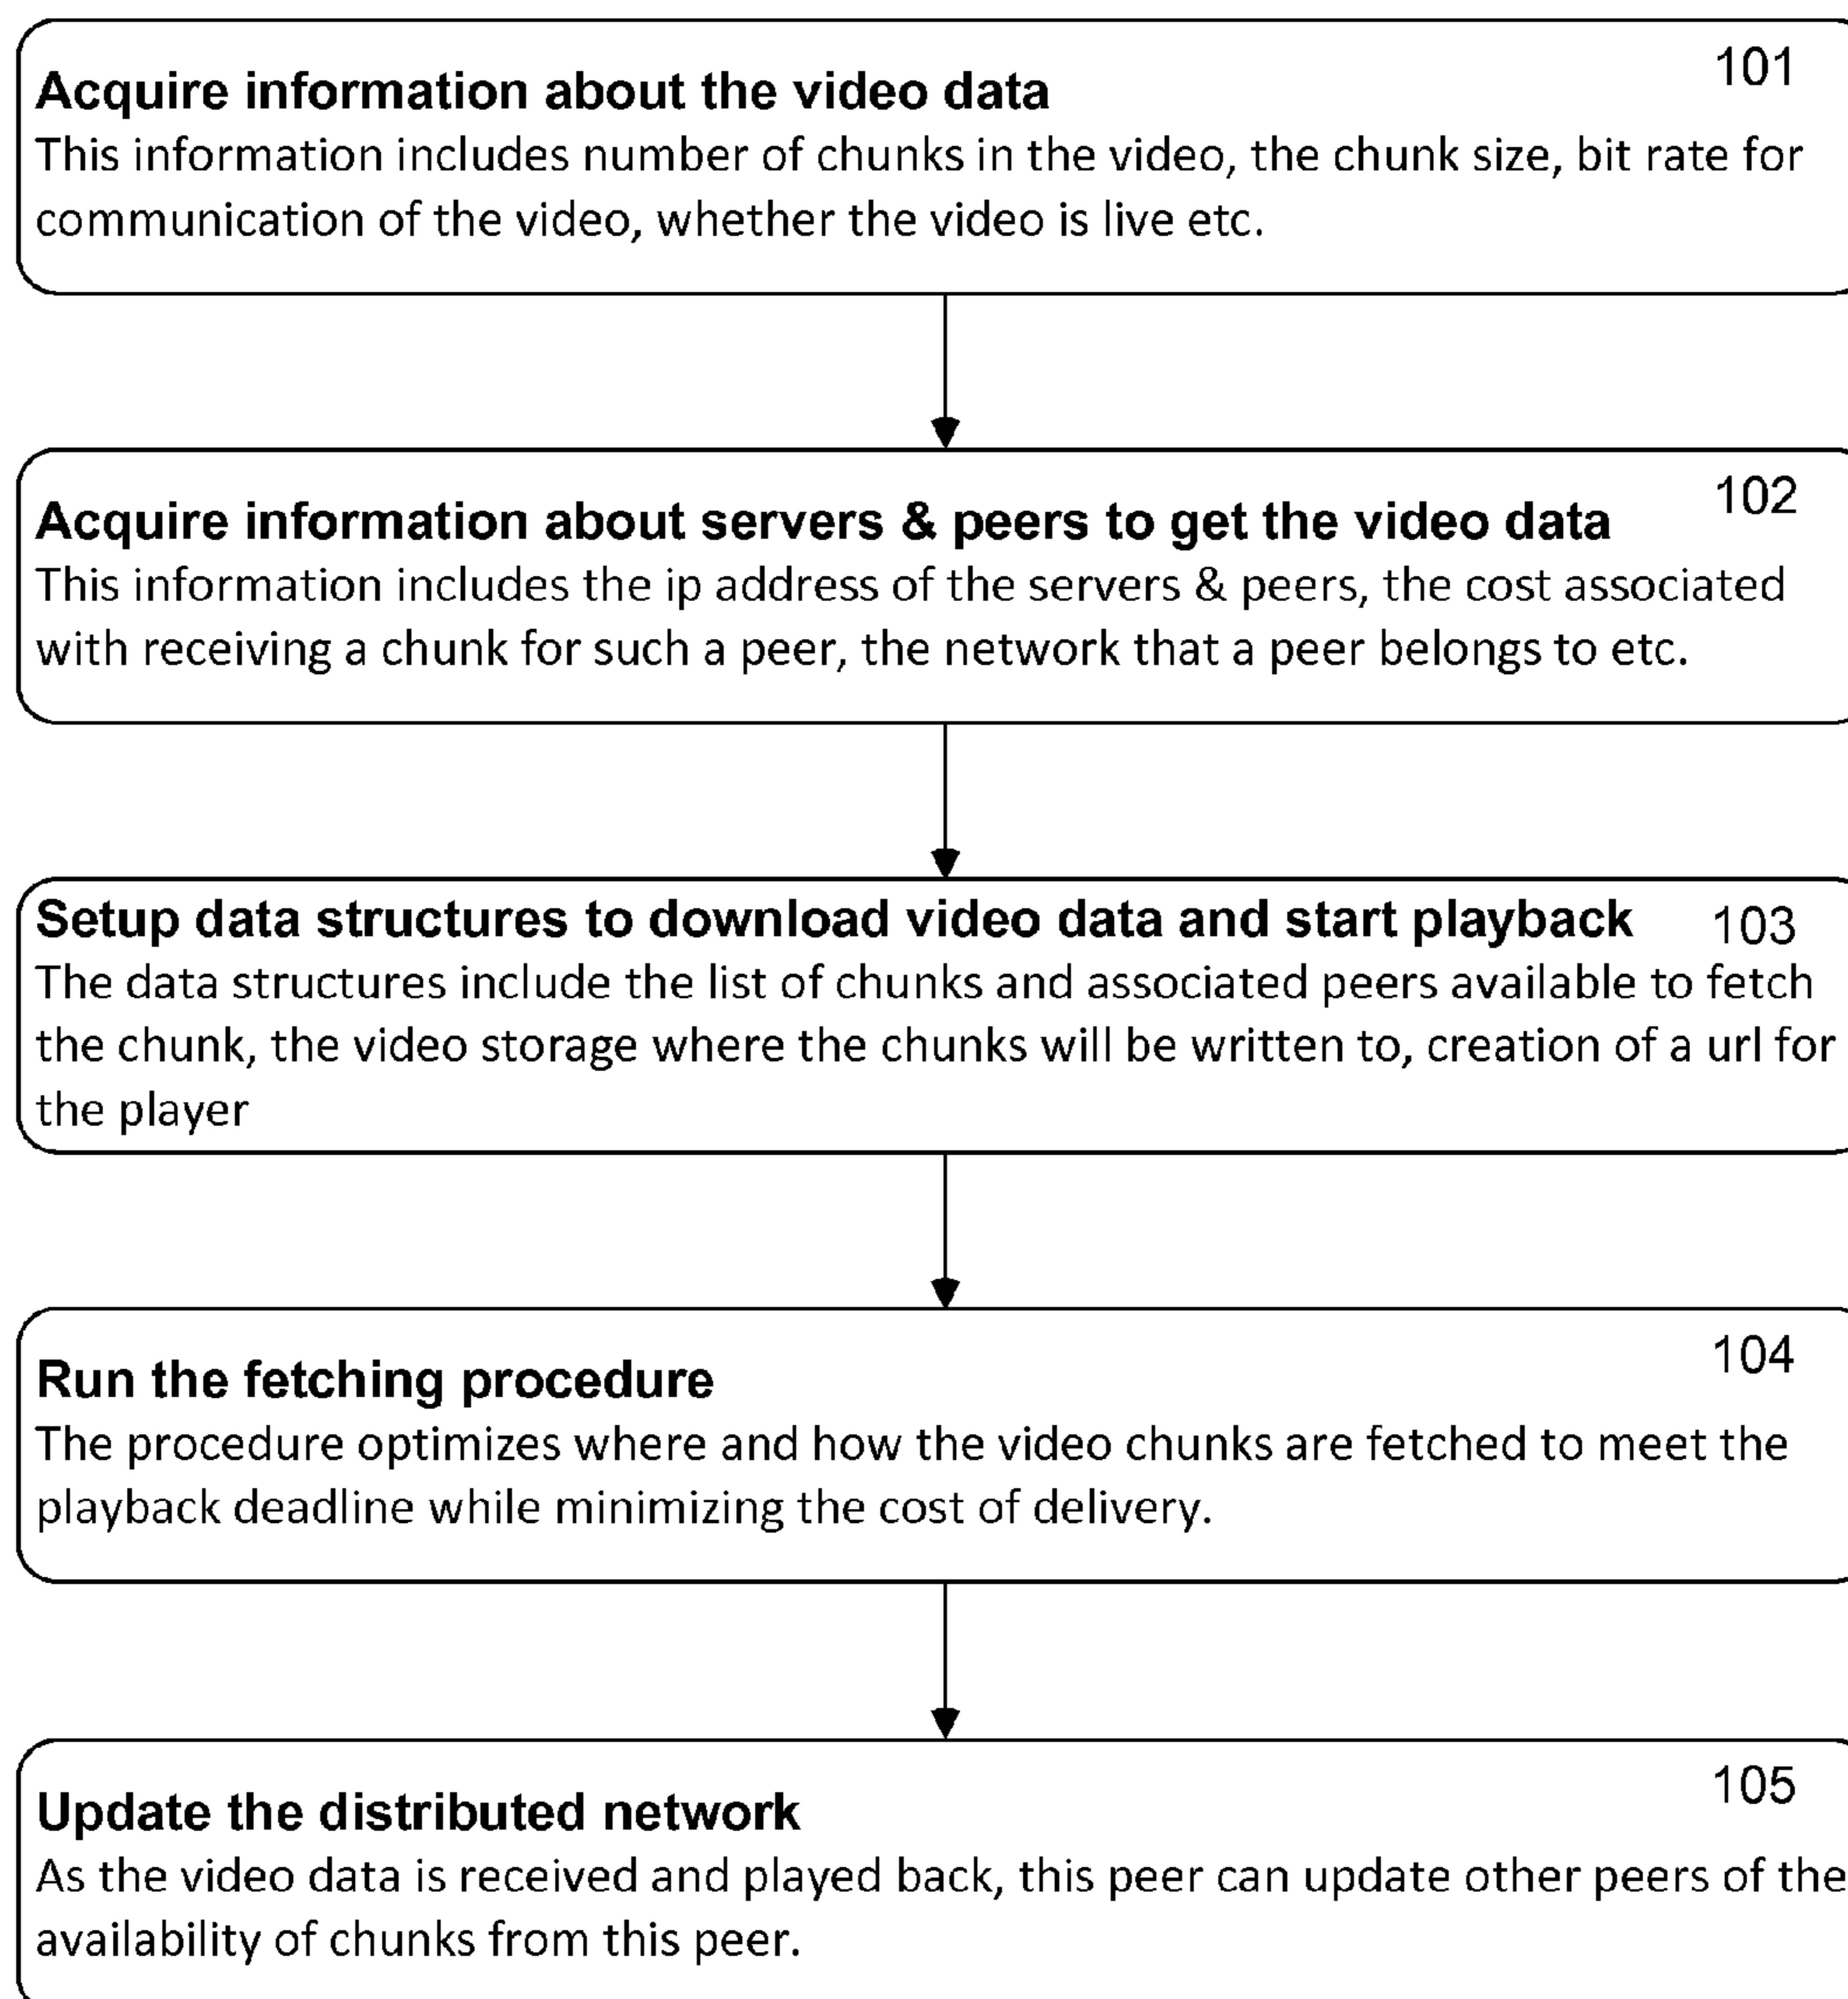 101
Acquire information about the video data
This information includes number of chunks in the video, the chunk size, bit rate for
communication of the video, whether the video is live etc.
102
Acquire information about servers & peers to get the video data
This information includes the ip address of the servers & peers, the cost associated
with receiving a chunk for such a peer, the network that a peer belongs to etc.
Setup data structures to download video data and start playback 103
The data structures include the list of chunks and associated peers available to fetch
the chunk, the video storage where the chunks will be written to, creation of a url for
the player
104
Run the fetching procedure
The procedure optimizes where and how the video chunks are fetched to meet the
playback deadline while minimizing the cost of delivery.
105
Update the distributed network
As the video data is received and played back, this peer can update other peers of the
availability of chunks from this peer.